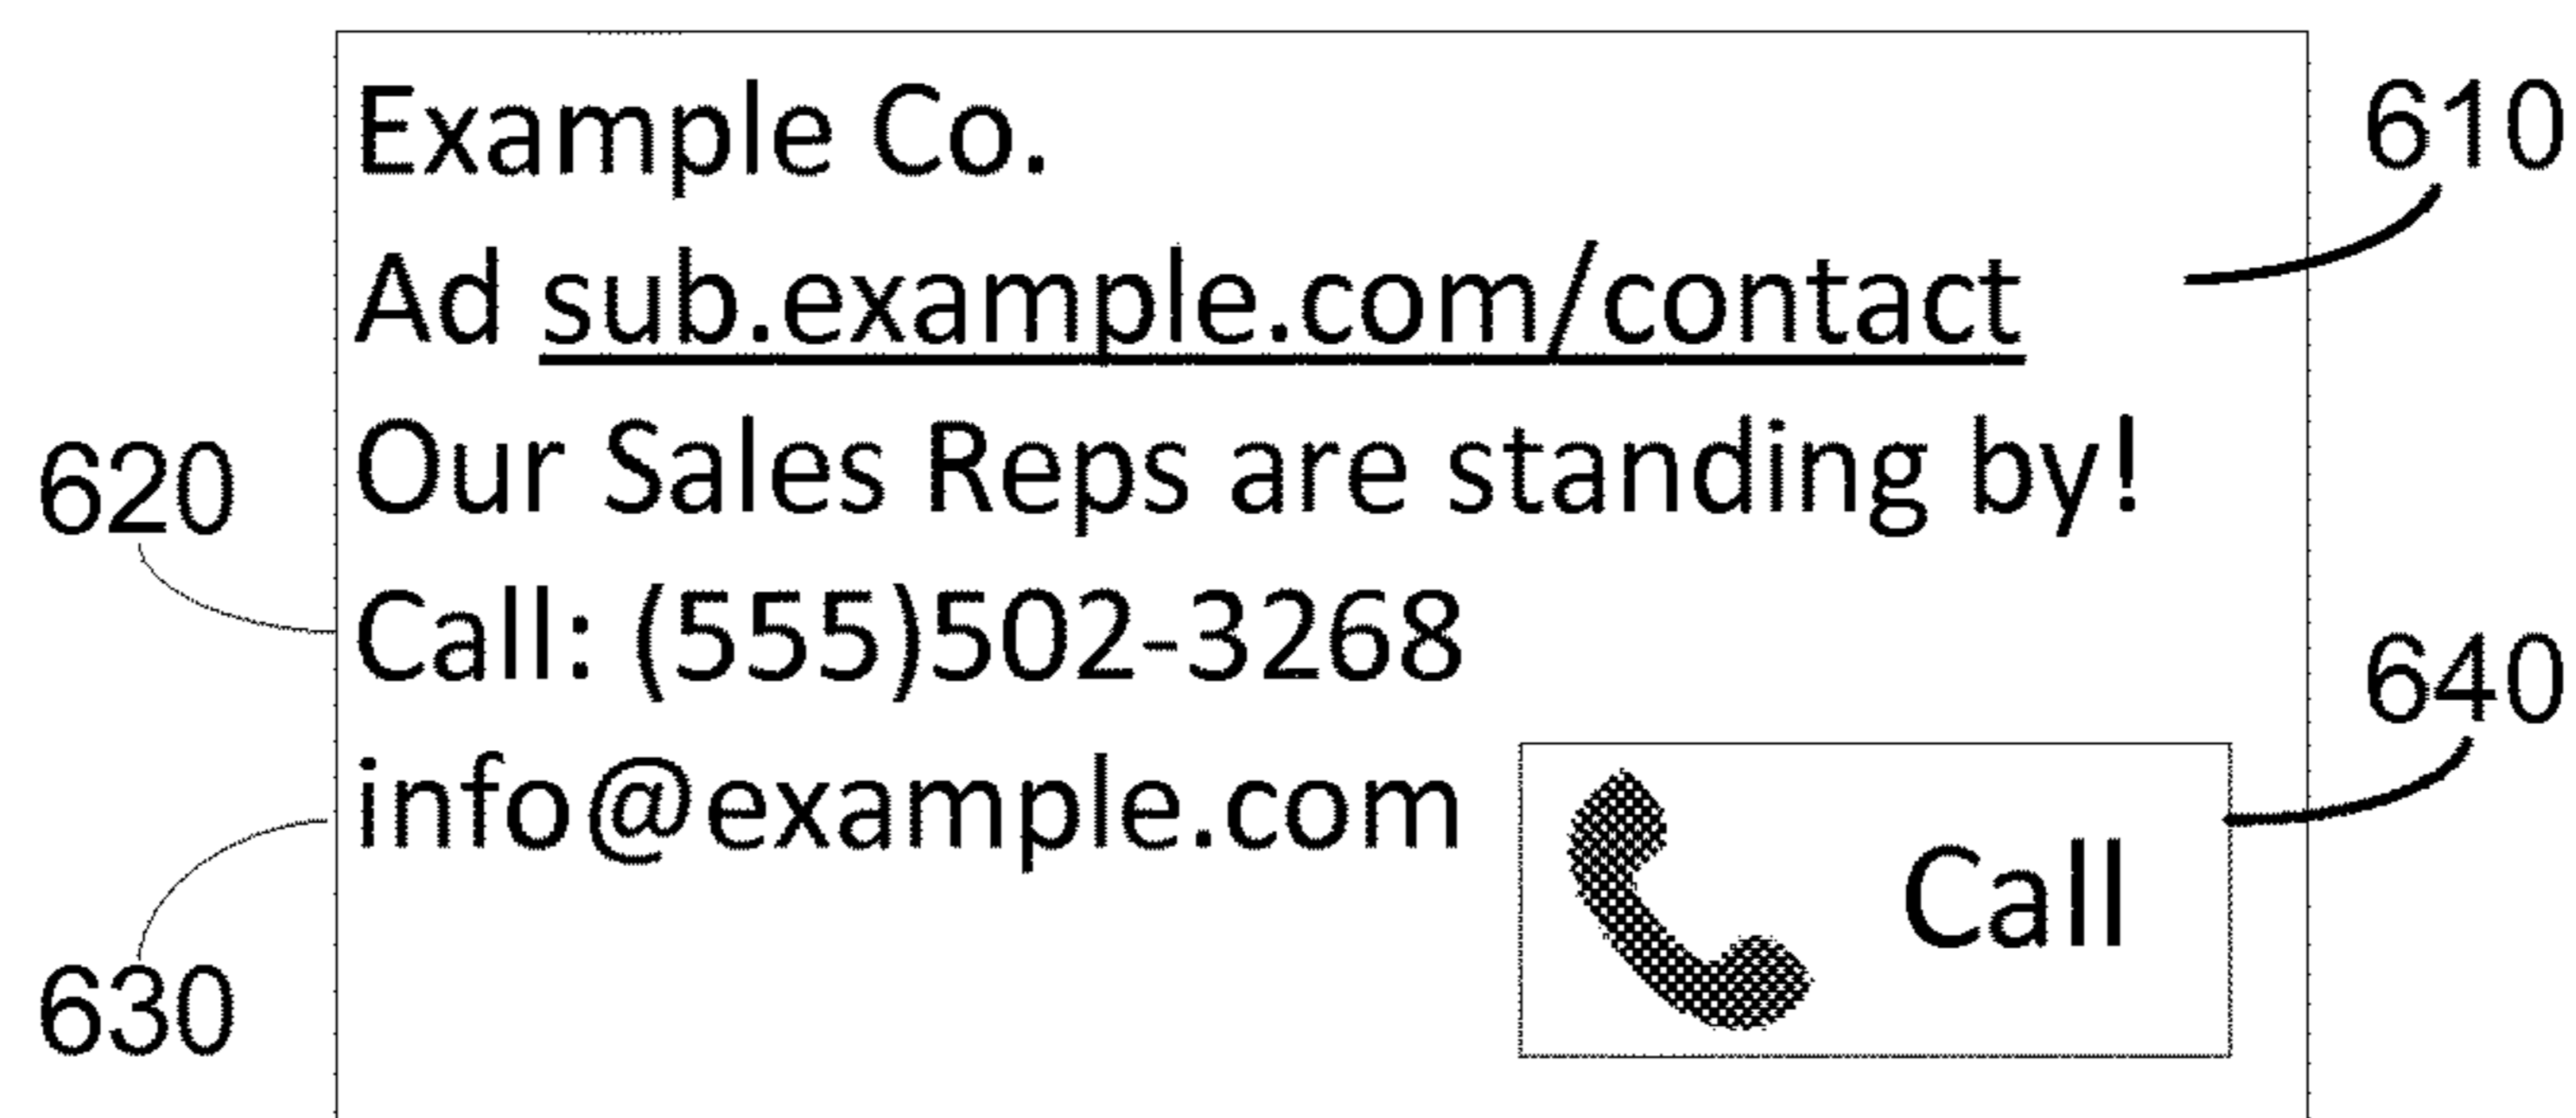 Example Co.
610
Ad sub.example.com/contact
Our Sales Reps are standing by!
620
Call: (555)502-3268
640
info@example.com
Call
630